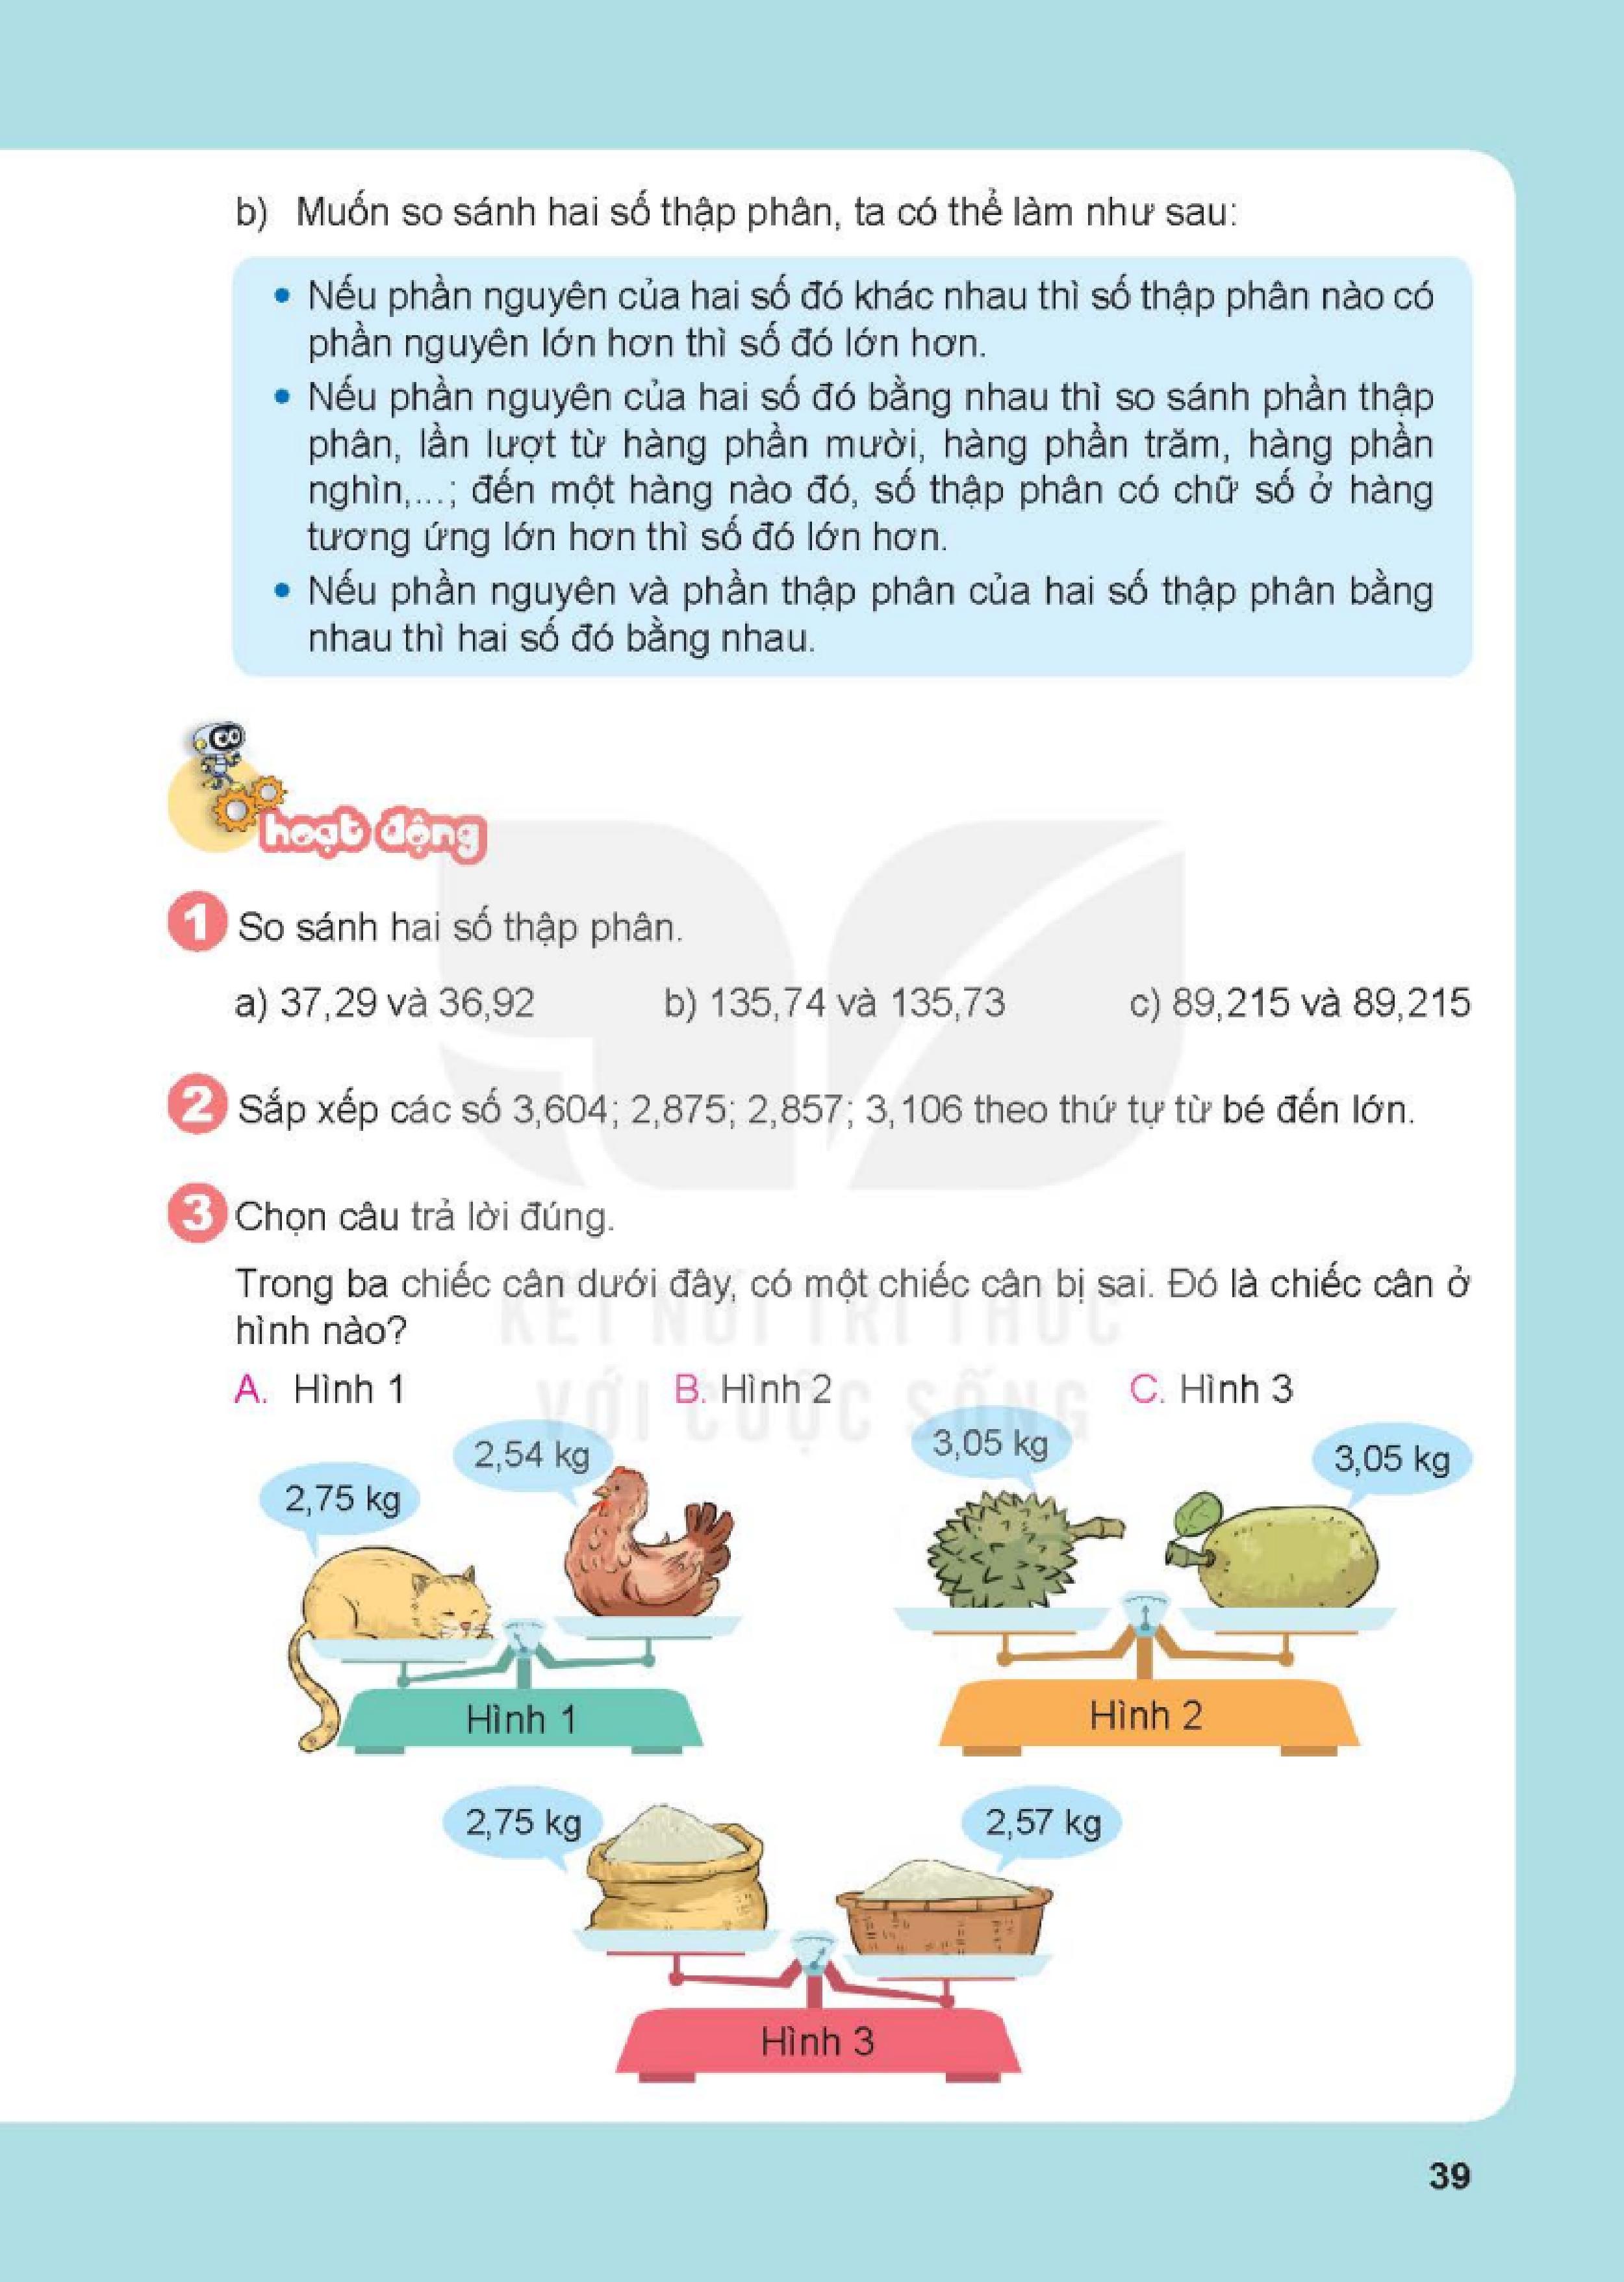 b) Muốn so sánh hai số thập phân, ta có thể làm như sau:
• Nếu phần nguyên của hai số đó khác nhau thì số thập phân nào có
phần nguyên lớn hơn thì số đó lớn hơn.
• Nếu phần nguyên của hai số đó bằng nhau thì so sánh phần thập
phân, lần lượt từ hàng phần mười, hàng phần trăm, hàng phần
nghìn,...; đến một hàng nào đó, số thập phân có chữ số ở hàng
tương ứng lớn hơn thì số đó lớn hơn.
• Nếu phần nguyên và phần thập phân của hai số thập phân bằng
nhau thì hai số đó bằng nhau.
hoạt động
1 So sánh hai số thập phân.
a) 37,29 và 36,92 b) 135,74 và 135,73 c) 89,215 và 89,215
2 Sắp xếp các số 3,604; 2,875; 2,857; 3,106 theo thứ tự từ bé đến lớn.
3 Chọn câu trả lời đúng.
Trong ba chiếc cân dưới đây, có một chiếc cân bị sai. Đó là chiếc cân ở
hình nào?
KẾT NỐI TRI THỨC
A. Hình 1 B. Hình 2 C. Hình 3
VỚI CUỘC SỐNG
2,75 kg
2,54 kg
3,05 kg
3,05 kg
Hình 1
Hình 2
2,75 kg
2,57 kg
Hình 3
39